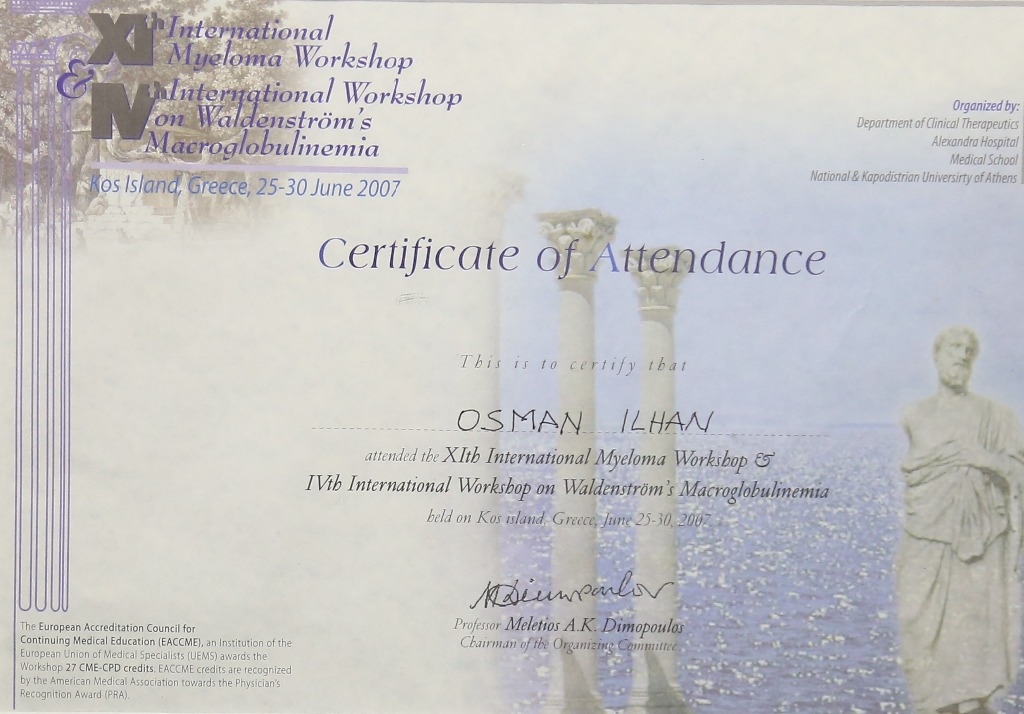 XIth International
Myeloma Workshop
&
IVth International Workshop
on Waldenström's
Macroglobulinemia
Kos Island, Greece, 25-30 June 2007
Organized by:
Department of Clinical Therapeutics
Alexandra Hospital
Medical School
National & Kapodistrian Universirty of Athens
Certificate of Attendance
This is to certify that
OSMAN ILHAN
attended the XIth International Myeloma Workshop &
IVth International Workshop on Waldenström's Macroglobulinemia
held on Kos island, Greece, June 25-30, 2007
Professor Meletios A.K. Dimopoulos
Chairman of the Organizing Committee
The European Accreditation Council for
Continuing Medical Education (EACCME), an Institution of the
European Union of Medical Specialists (UEMS) awards the
Workshop 27 CME-CPD credits. EACCME credits are recognized
by the American Medical Association towards the Physician's
Recognition Award (PRA).